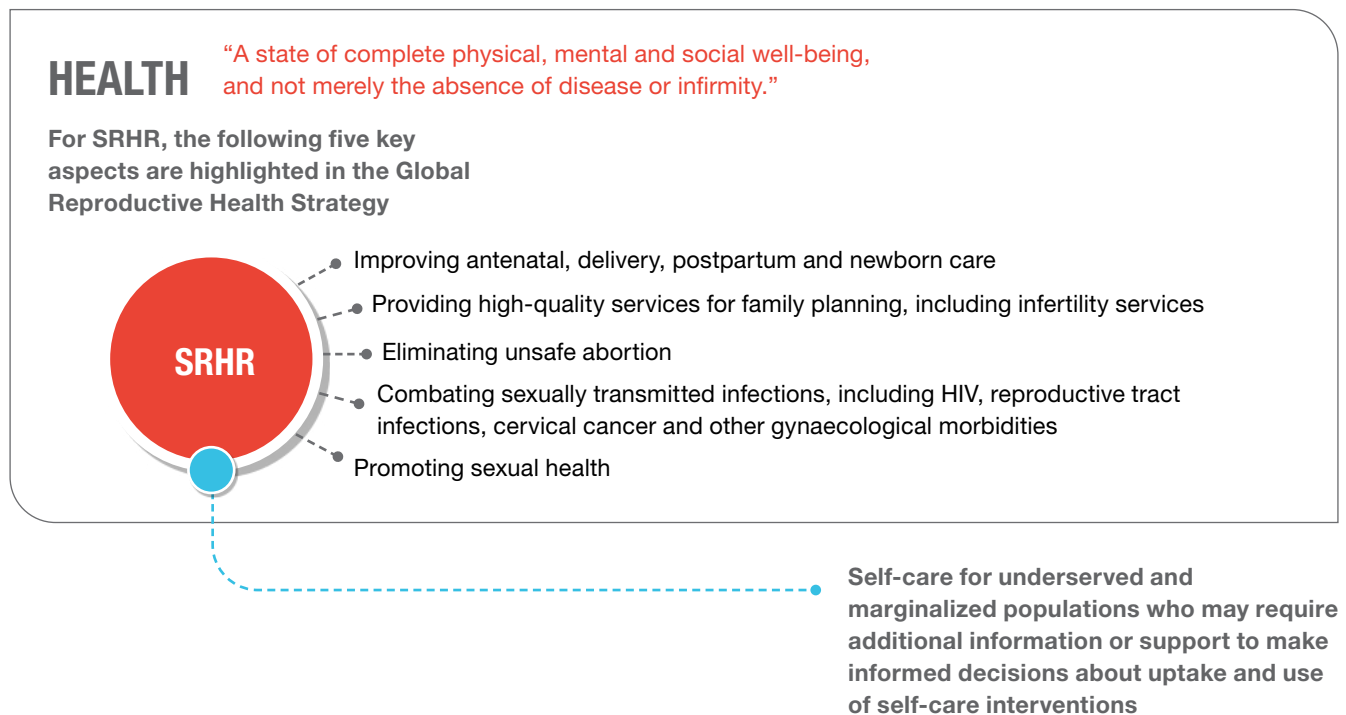 HEALTH
“A state of complete physical, mental and social well-being,
and not merely the absence of disease or infirmity.”
For SRHR, the following five key
aspects are highlighted in the Global
Reproductive Health Strategy
SRHR
Improving antenatal, delivery, postpartum and newborn care
Providing high-quality services for family planning, including infertility services
Eliminating unsafe abortion
Combating sexually transmitted infections, including HIV, reproductive tract
infections, cervical cancer and other gynaecological morbidities
Promoting sexual health
Self-care for underserved and
marginalized populations who may require
additional information or support to make
informed decisions about uptake and use
of self-care interventions